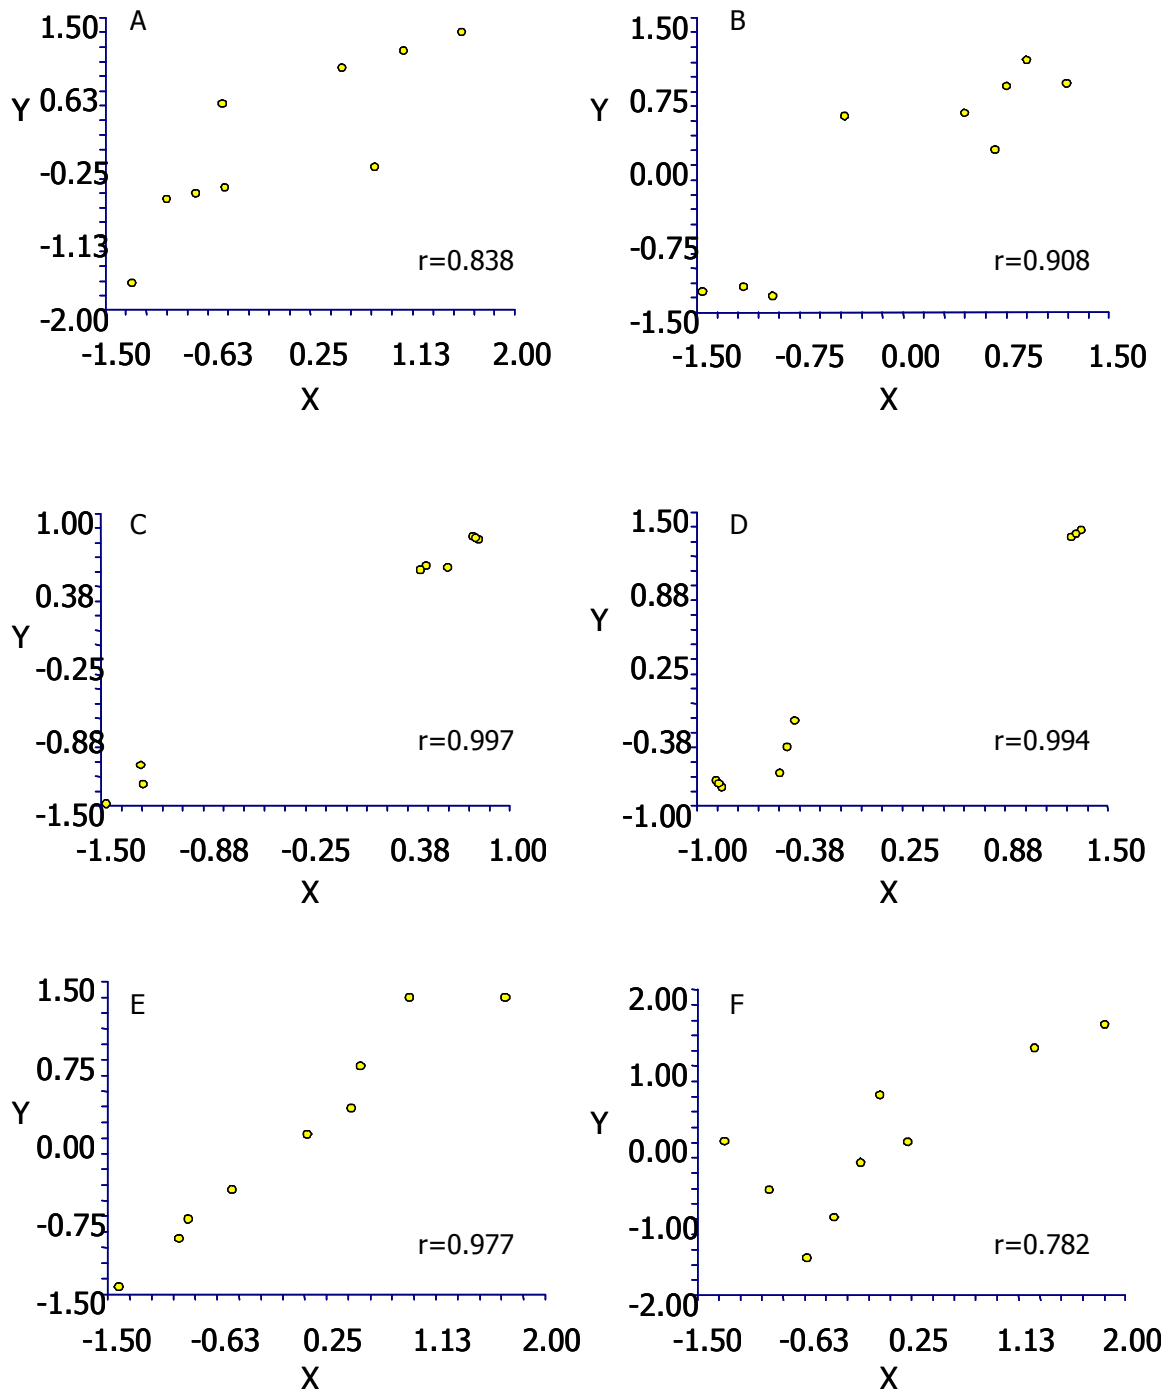 A
1.50
0.63
-0.25
-1.13
-2.00
Y
r=0.838
-1.50 -0.63 0.25 1.13 2.00
X
B
1.50
0.75
0.00
-0.75
-1.50
Y
r=0.908
-1.50 -0.75 0.00 0.75 1.50
X
C
1.00
0.38
-0.25
-0.88
-1.50
Y
r=0.997
-1.50 -0.88 -0.25 0.38 1.00
X
D
1.50
0.88
0.25
-0.38
-1.00
Y
r=0.994
-1.00 -0.38 0.25 0.88 1.50
X
E
1.50
0.75
0.00
-0.75
-1.50
Y
r=0.977
-1.50 -0.63 0.25 1.13 2.00
X
F
2.00
1.00
0.00
-1.00
-2.00
Y
r=0.782
-1.50 -0.63 0.25 1.13 2.00
X